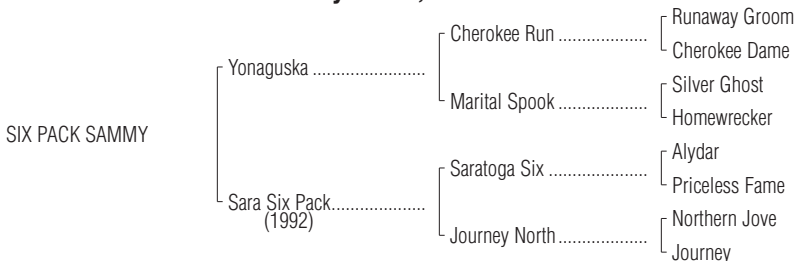 Runaway Groom
Cherokee Run ....................
Cherokee Dame
Yonaguska .........................
Silver Ghost
Marital Spook ....................
Homewrecker
SIX PACK SAMMY
Alydar
Saratoga Six ......................
Priceless Fame
Sara Six Pack.....................
(1992)
Northern Jove
Journey North....................
Journey